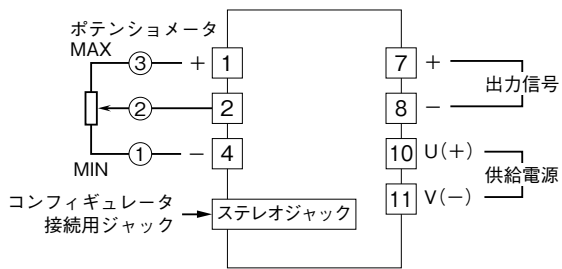 ポテンショメータ
MAX
③ + 1
② 2
① − 4
MIN
コンフィギュレータ
接続用ジャック
ステレオジャック
7 +
8 −
出力信号
10 U(+)
11 V(−)
供給電源